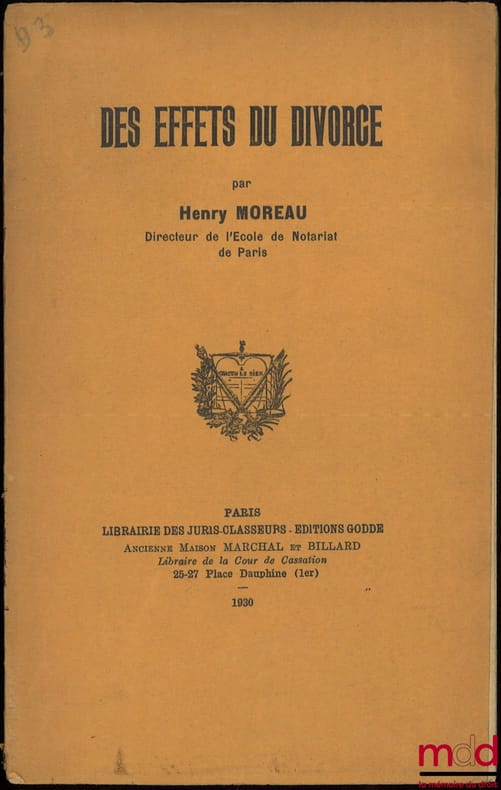 D3
DES EFFETS DU DIVORCE
par
Henry MOREAU
Directeur de l'Ecole de Notariat
de Paris
PARIS
LIBRAIRIE DES JURIS-CLASSEURS - EDITIONS GODDE
ANCIENNE MAISON MARCHAL ET BILLARD
Libraire de la Cour de Cassation
25-27 Place Dauphine (1er)
1930
mdd
la mémoire du droit